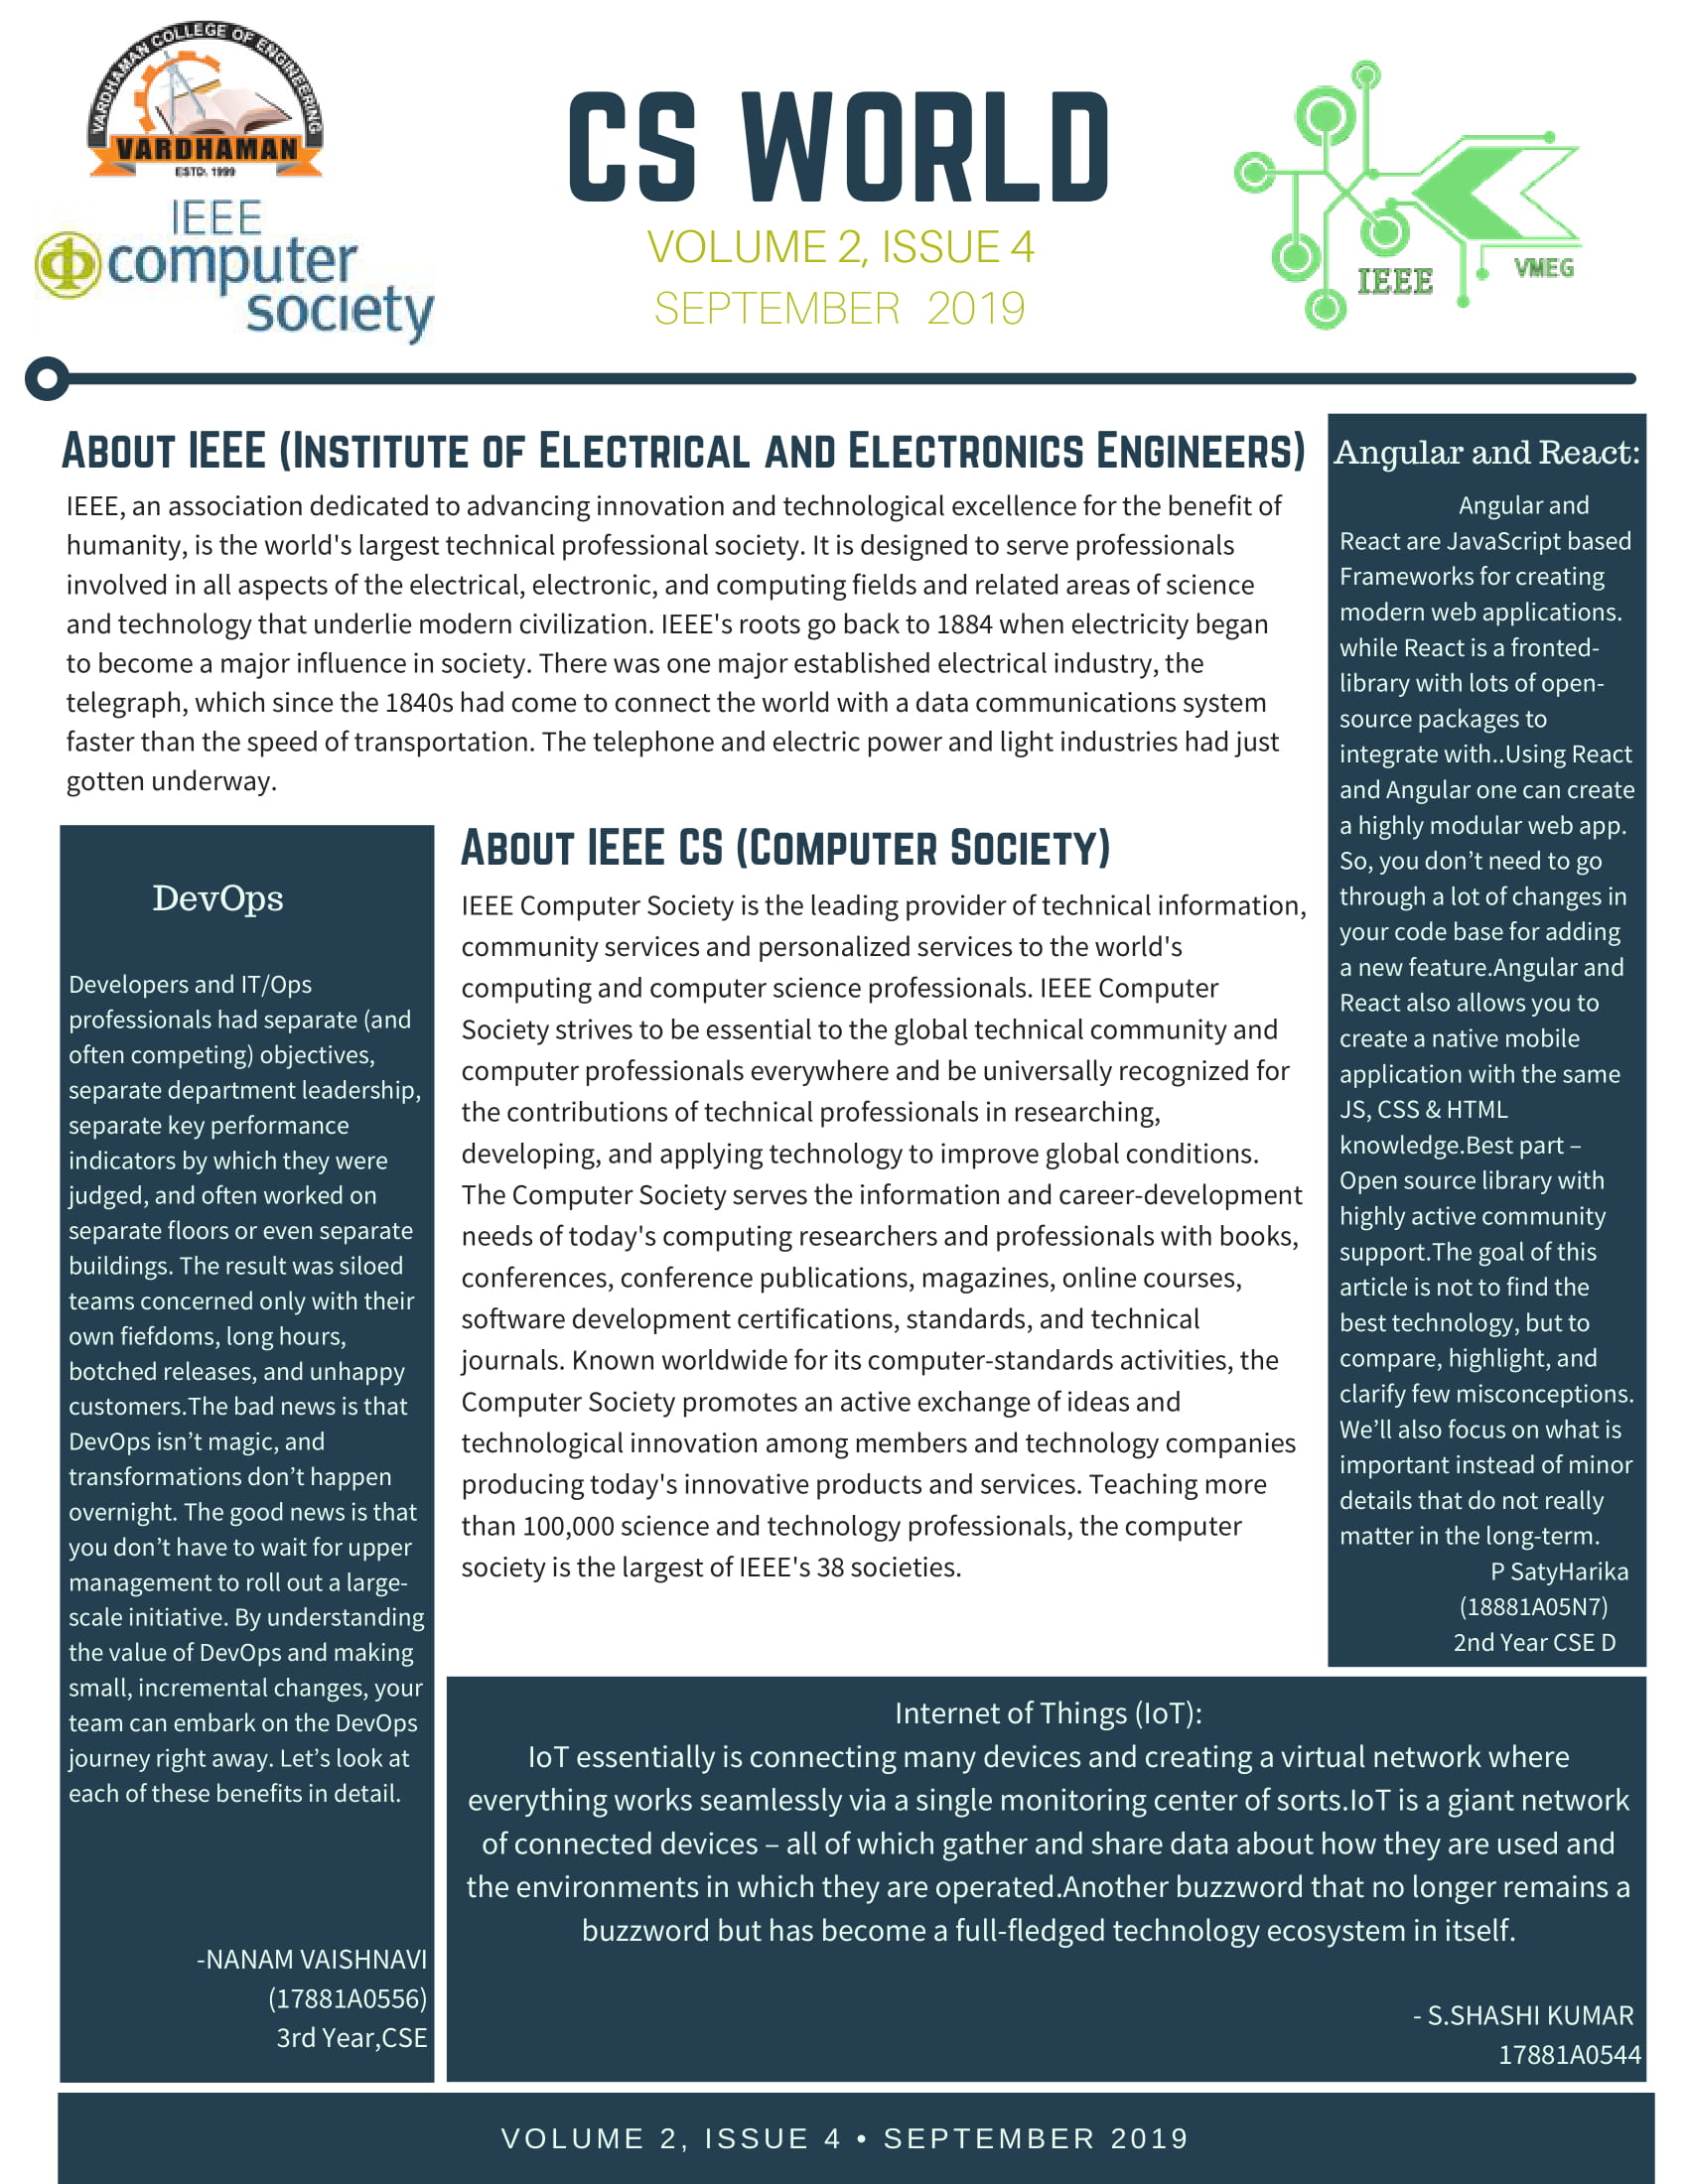 VARDHAMAN COLLEGE OF ENGINEERING
VARDHAMAN
ESTD. 1999
IEEE
computer
society
CS WORLD
VOLUME 2, ISSUE 4
SEPTEMBER 2019
IEEE
VMEG
About IEEE (Institute of Electrical and Electronics Engineers)
IEEE, an association dedicated to advancing innovation and technological excellence for the benefit of
humanity, is the world's largest technical professional society. It is designed to serve professionals
involved in all aspects of the electrical, electronic, and computing fields and related areas of science
and technology that underlie modern civilization. IEEE's roots go back to 1884 when electricity began
to become a major influence in society. There was one major established electrical industry, the
telegraph, which since the 1840s had come to connect the world with a data communications system
faster than the speed of transportation. The telephone and electric power and light industries had just
gotten underway.
Angular and React:
Angular and
React are JavaScript based
Frameworks for creating
modern web applications.
while React is a fronted-
library with lots of open-
source packages to
integrate with..Using React
and Angular one can create
a highly modular web app.
So, you don’t need to go
through a lot of changes in
your code base for adding
a new feature.Angular and
React also allows you to
create a native mobile
application with the same
JS, CSS & HTML
knowledge.Best part –
Open source library with
highly active community
support.The goal of this
article is not to find the
best technology, but to
compare, highlight, and
clarify few misconceptions.
We’ll also focus on what is
important instead of minor
details that do not really
matter in the long-term.
P SatyHarika
(18881A05N7)
2nd Year CSE D
DevOps
Developers and IT/Ops
professionals had separate (and
often competing) objectives,
separate department leadership,
separate key performance
indicators by which they were
judged, and often worked on
separate floors or even separate
buildings. The result was siloed
teams concerned only with their
own fiefdoms, long hours,
botched releases, and unhappy
customers.The bad news is that
DevOps isn’t magic, and
transformations don’t happen
overnight. The good news is that
you don’t have to wait for upper
management to roll out a large-
scale initiative. By understanding
the value of DevOps and making
small, incremental changes, your
team can embark on the DevOps
journey right away. Let’s look at
each of these benefits in detail.
-NANAM VAISHNAVI
(17881A0556)
3rd Year,CSE
About IEEE CS (Computer Society)
IEEE Computer Society is the leading provider of technical information,
community services and personalized services to the world's
computing and computer science professionals. IEEE Computer
Society strives to be essential to the global technical community and
computer professionals everywhere and be universally recognized for
the contributions of technical professionals in researching,
developing, and applying technology to improve global conditions.
The Computer Society serves the information and career-development
needs of today's computing researchers and professionals with books,
conferences, conference publications, magazines, online courses,
software development certifications, standards, and technical
journals. Known worldwide for its computer-standards activities, the
Computer Society promotes an active exchange of ideas and
technological innovation among members and technology companies
producing today's innovative products and services. Teaching more
than 100,000 science and technology professionals, the computer
society is the largest of IEEE's 38 societies.
Internet of Things (IoT):
IoT essentially is connecting many devices and creating a virtual network where
everything works seamlessly via a single monitoring center of sorts.IoT is a giant network
of connected devices – all of which gather and share data about how they are used and
the environments in which they are operated.Another buzzword that no longer remains a
buzzword but has become a full-fledged technology ecosystem in itself.
- S.SHASHI KUMAR
17881A0544
VOLUME 2, ISSUE 4 • SEPTEMBER 2019